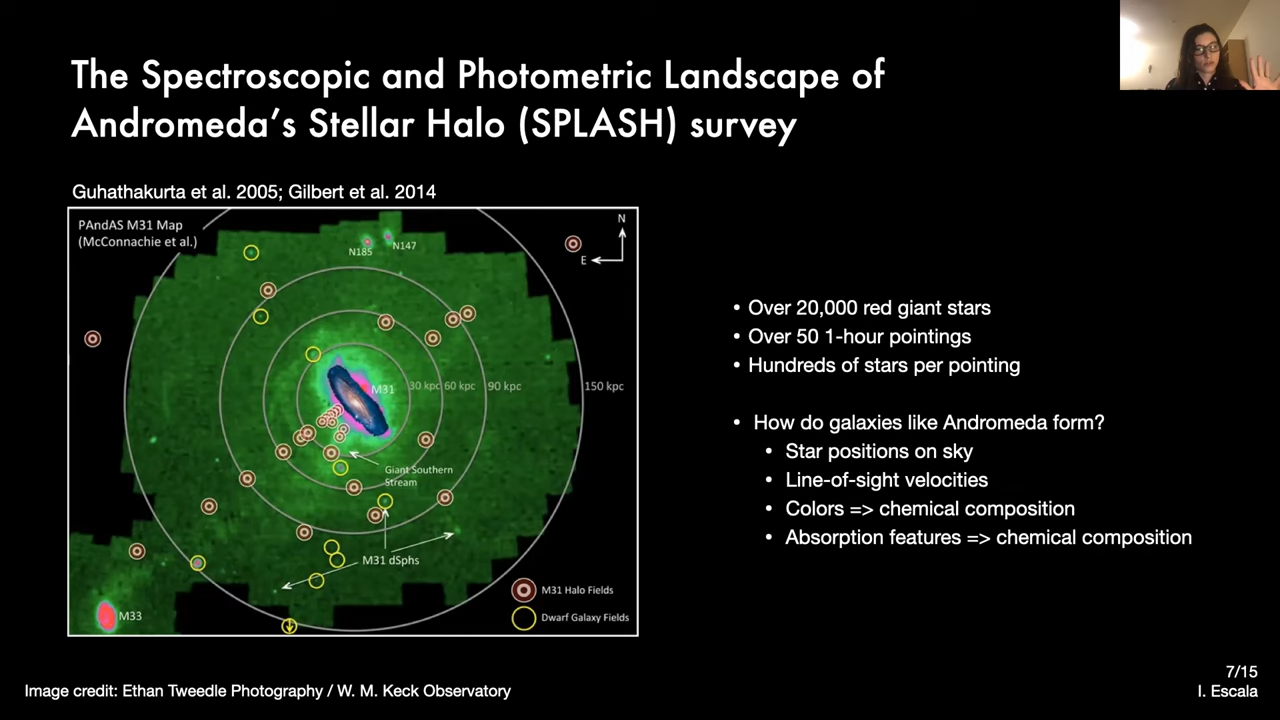 The Spectroscopic and Photometric Landscape of
Andromeda's Stellar Halo (SPLASH) survey
Guhathakurta et al. 2005; Gilbert et al. 2014
PAndAS M31 Map
(McConnachie et al.)
N185
N147
N
E
M31
30 kpc
60 kpc
90 kpc
150 kpc
Giant Southern
Stream
M31 dSphs
M33
M31 Halo Fields
Dwarf Galaxy Fields
• Over 20,000 red giant stars
• Over 50 1-hour pointings
• Hundreds of stars per pointing
• How do galaxies like Andromeda form?
• Star positions on sky
• Line-of-sight velocities
• Colors => chemical composition
• Absorption features => chemical composition
Image credit: Ethan Tweedle Photography / W. M. Keck Observatory
7/15
I. Escala